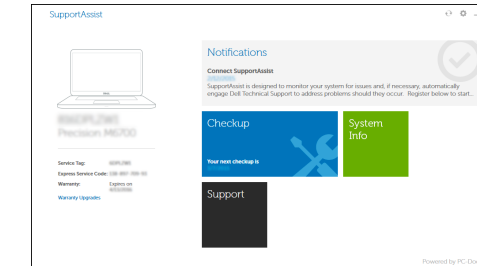 SupportAssist
Notifications
Connect SupportAssist
SupportAssist is designed to monitor your system for issues and, if necessary, automatically
engage Dell Technical Support to address problems should they occur. Register below to start...
Precision M6700
Checkup
System
Info
Your next checkup is
Service Tag:
Express Service Code:
Warranty: Expires on
Warranty Upgrades
Support
Powered by PC-Doc